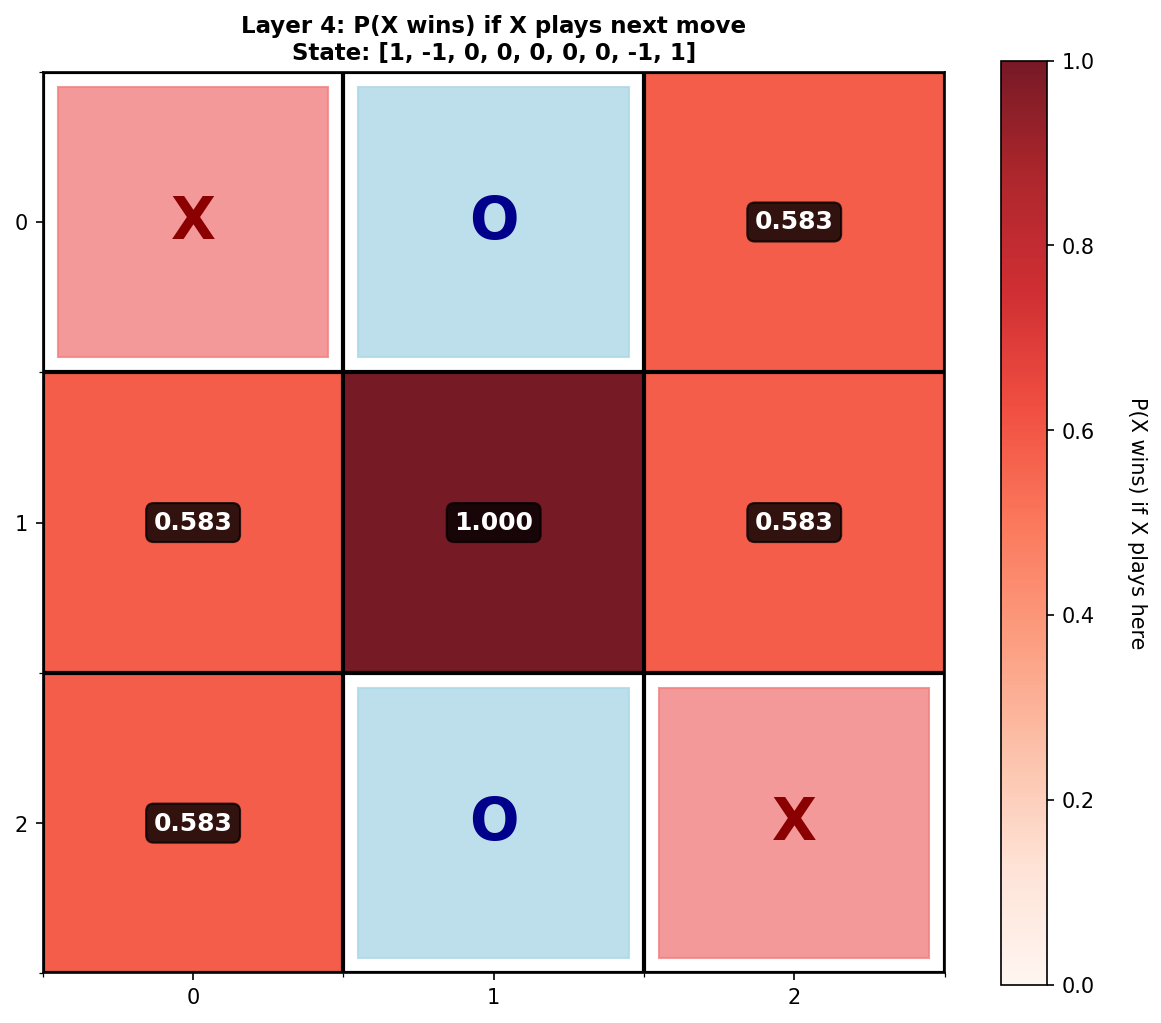 Layer 4: P(X wins) if X plays next move
State: [1, -1, 0, 0, 0, 0, 0, -1, 1]
1.0
0.8
0.6
0.4
0.2
0.0
P(X wins) if X plays here
0
X
O
0.583
1
0.583
1.000
0.583
2
0.583
O
X
0
1
2